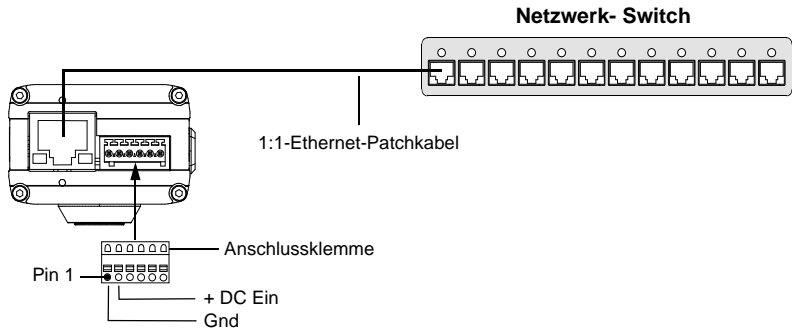 Netzwerk- Switch
1:1-Ethernet-Patchkabel
Anschlussklemme
Pin 1
+ DC Ein
Gnd